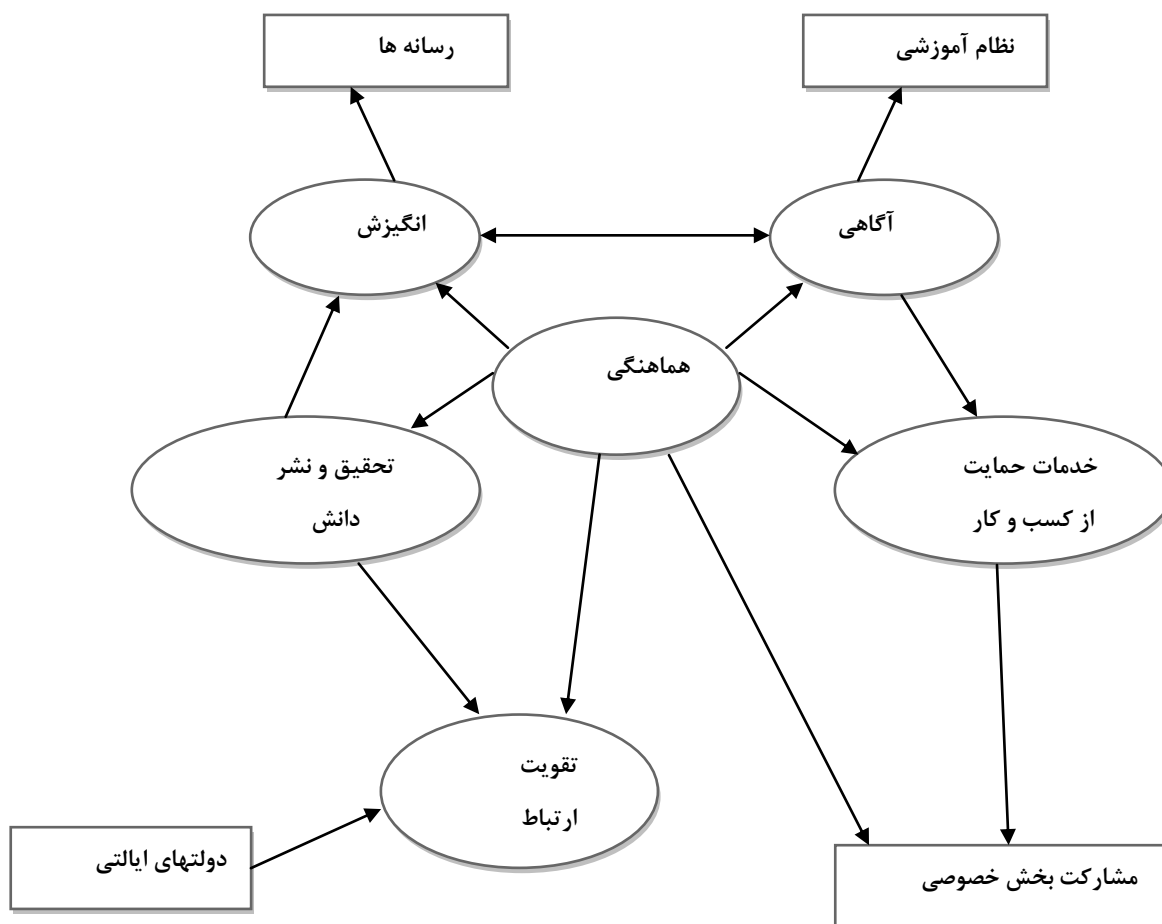 نظام آموزشی
رسانه ها
آگاهی
انگیزش
هماهنگی
خدمات حمایت
از کسب و کار
تحقیق و نشر
دانش
تقویت
ارتباط
مشارکت بخش خصوصی
دولتهای ایالتی